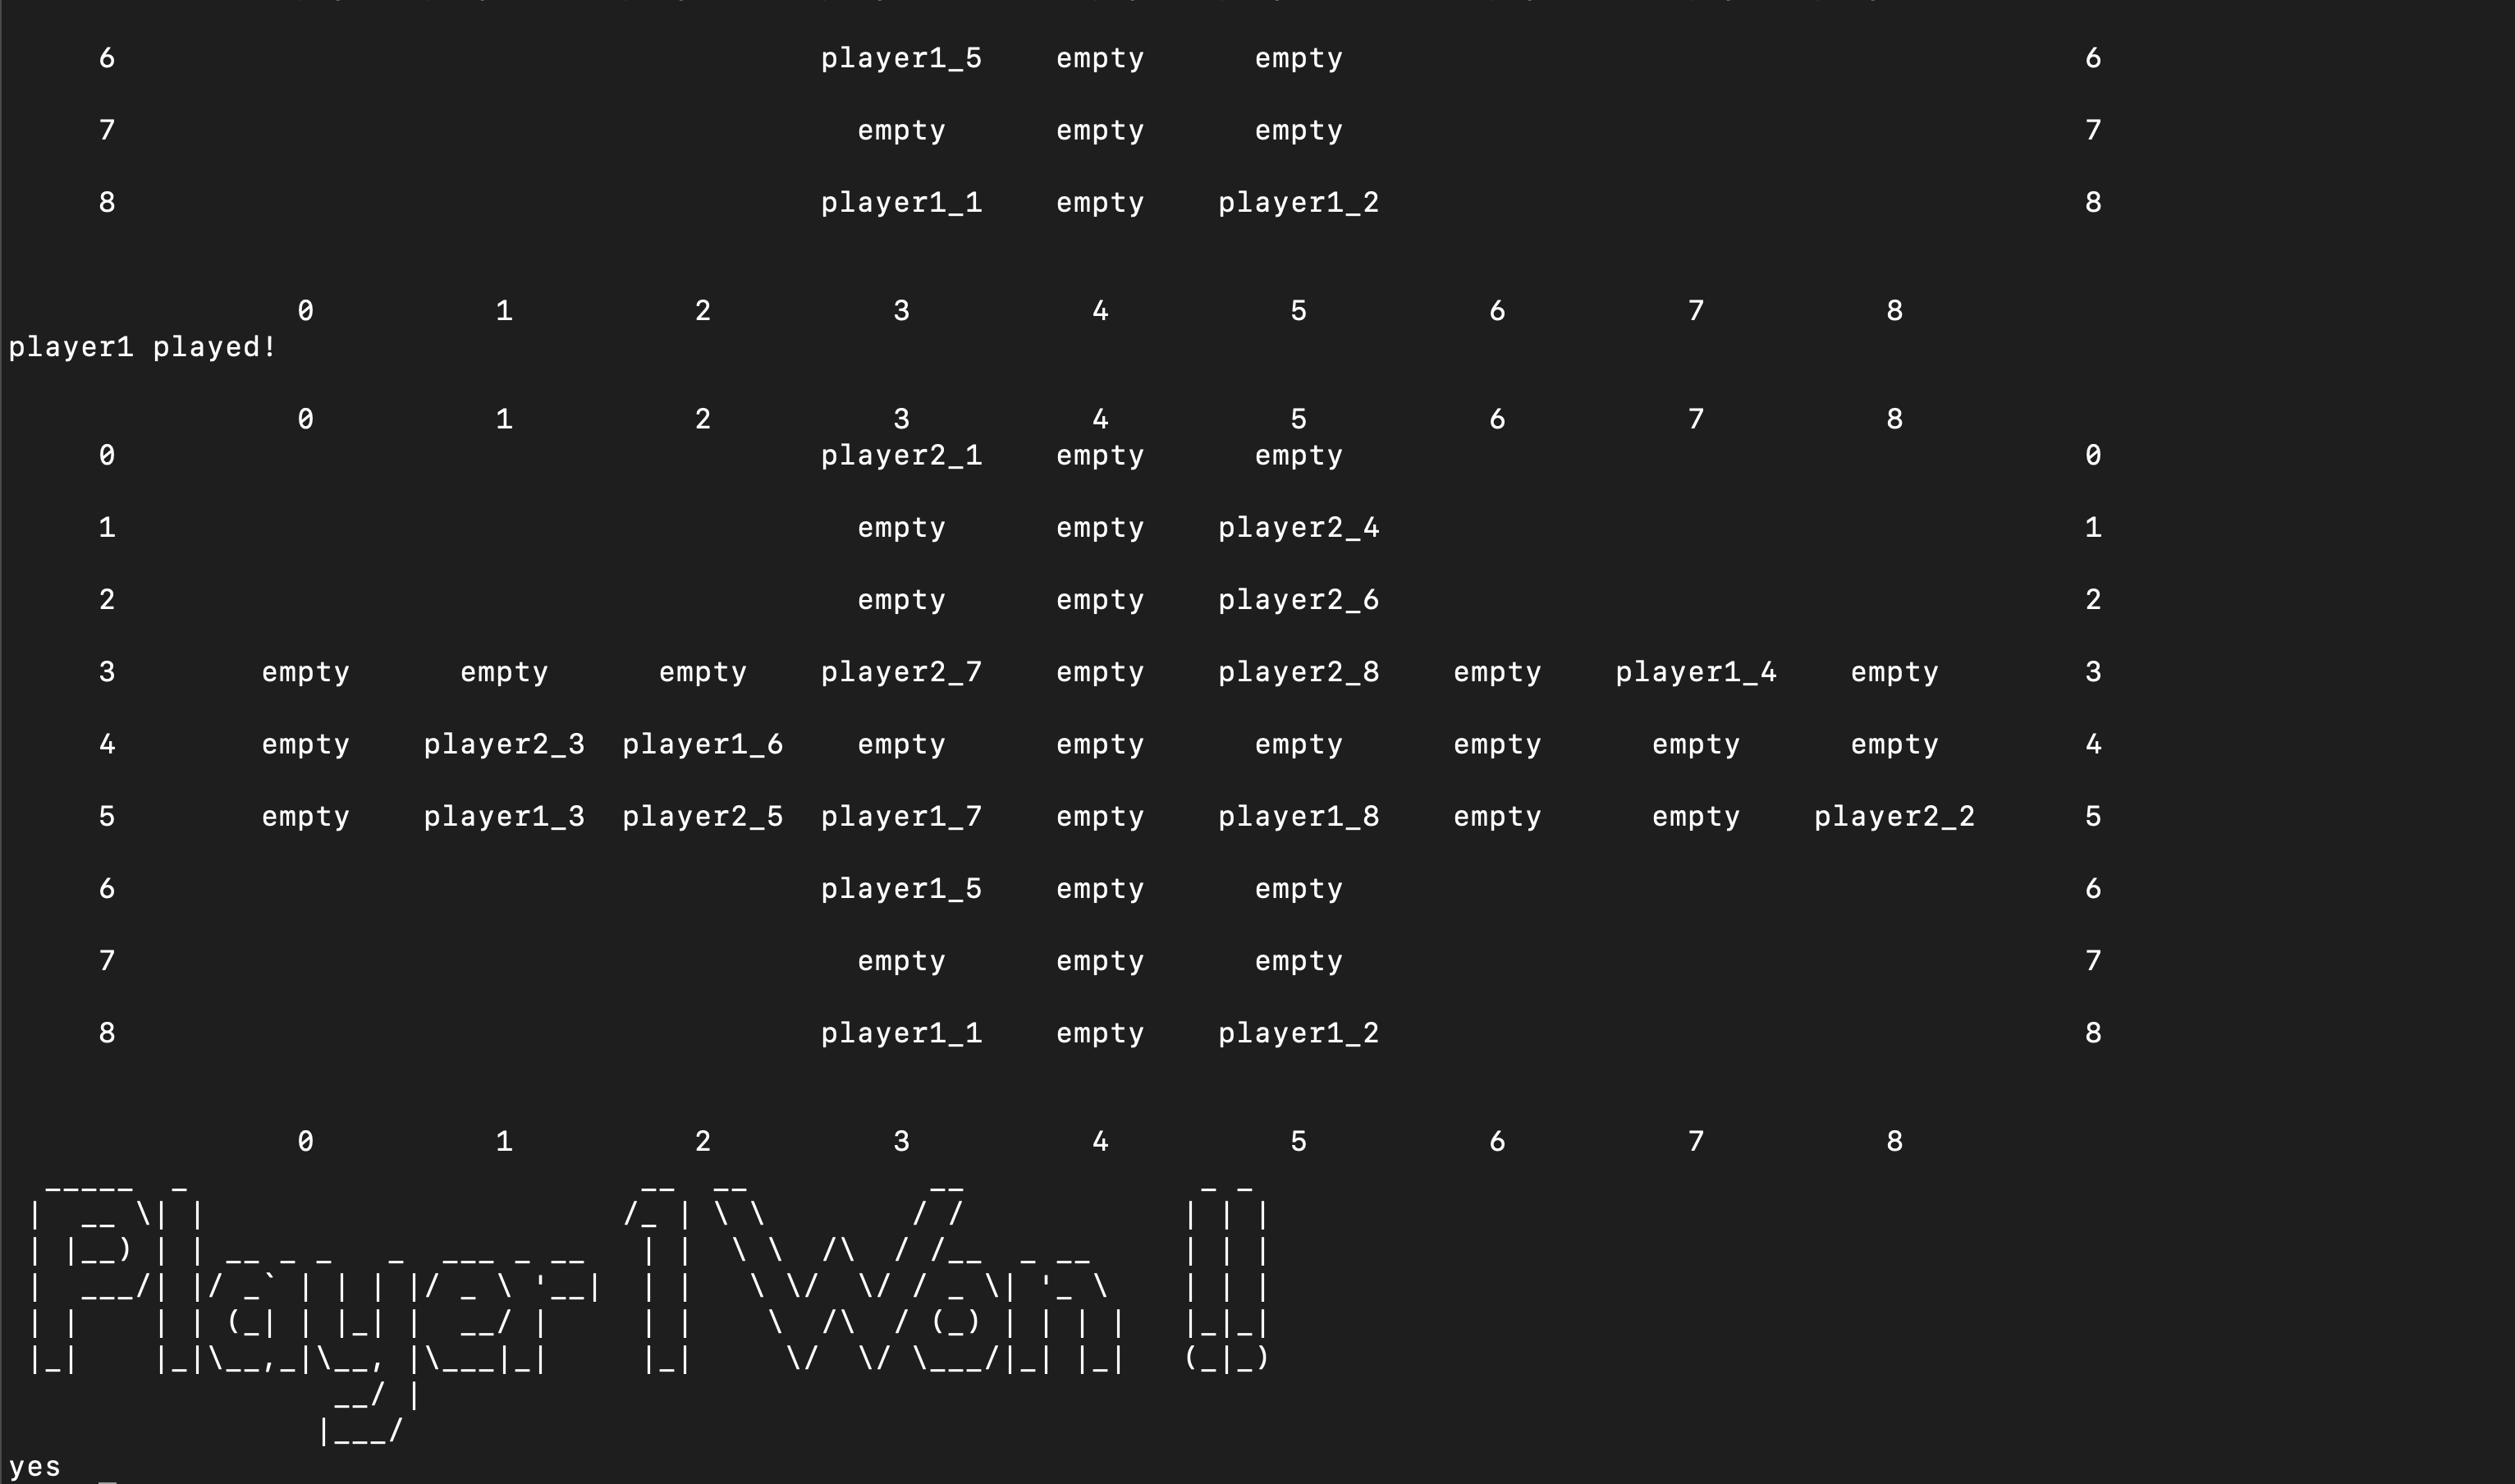 6 player1_5 empty empty 6
7 empty empty empty 7
8 player1_1 empty player1_2 8
0 1 2 3 4 5 6 7 8
player1 played!
0 1 2 3 4 5 6 7 8
0 player2_1 empty empty 0
1 empty empty player2_4 1
2 empty empty player2_6 2
3 empty empty empty player2_7 empty player2_8 empty player1_4 empty 3
4 empty player2_3 player1_6 empty empty empty empty empty empty 4
5 empty player1_3 player2_5 player1_7 empty player1_8 empty empty player2_2 5
6 player1_5 empty empty 6
7 empty empty empty 7
8 player1_1 empty player1_2 8
0 1 2 3 4 5 6 7 8
Player 1 Won !!
yes